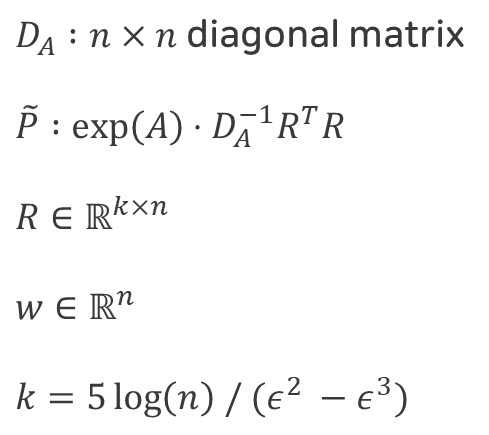 D_A : n × n diagonal matrix
P̃ : exp(A) · D_A^{-1} R^T R
R ∈ ℝ^{k×n}
w ∈ ℝ^n
k = 5 log(n) / (ϵ^2 − ϵ^3)